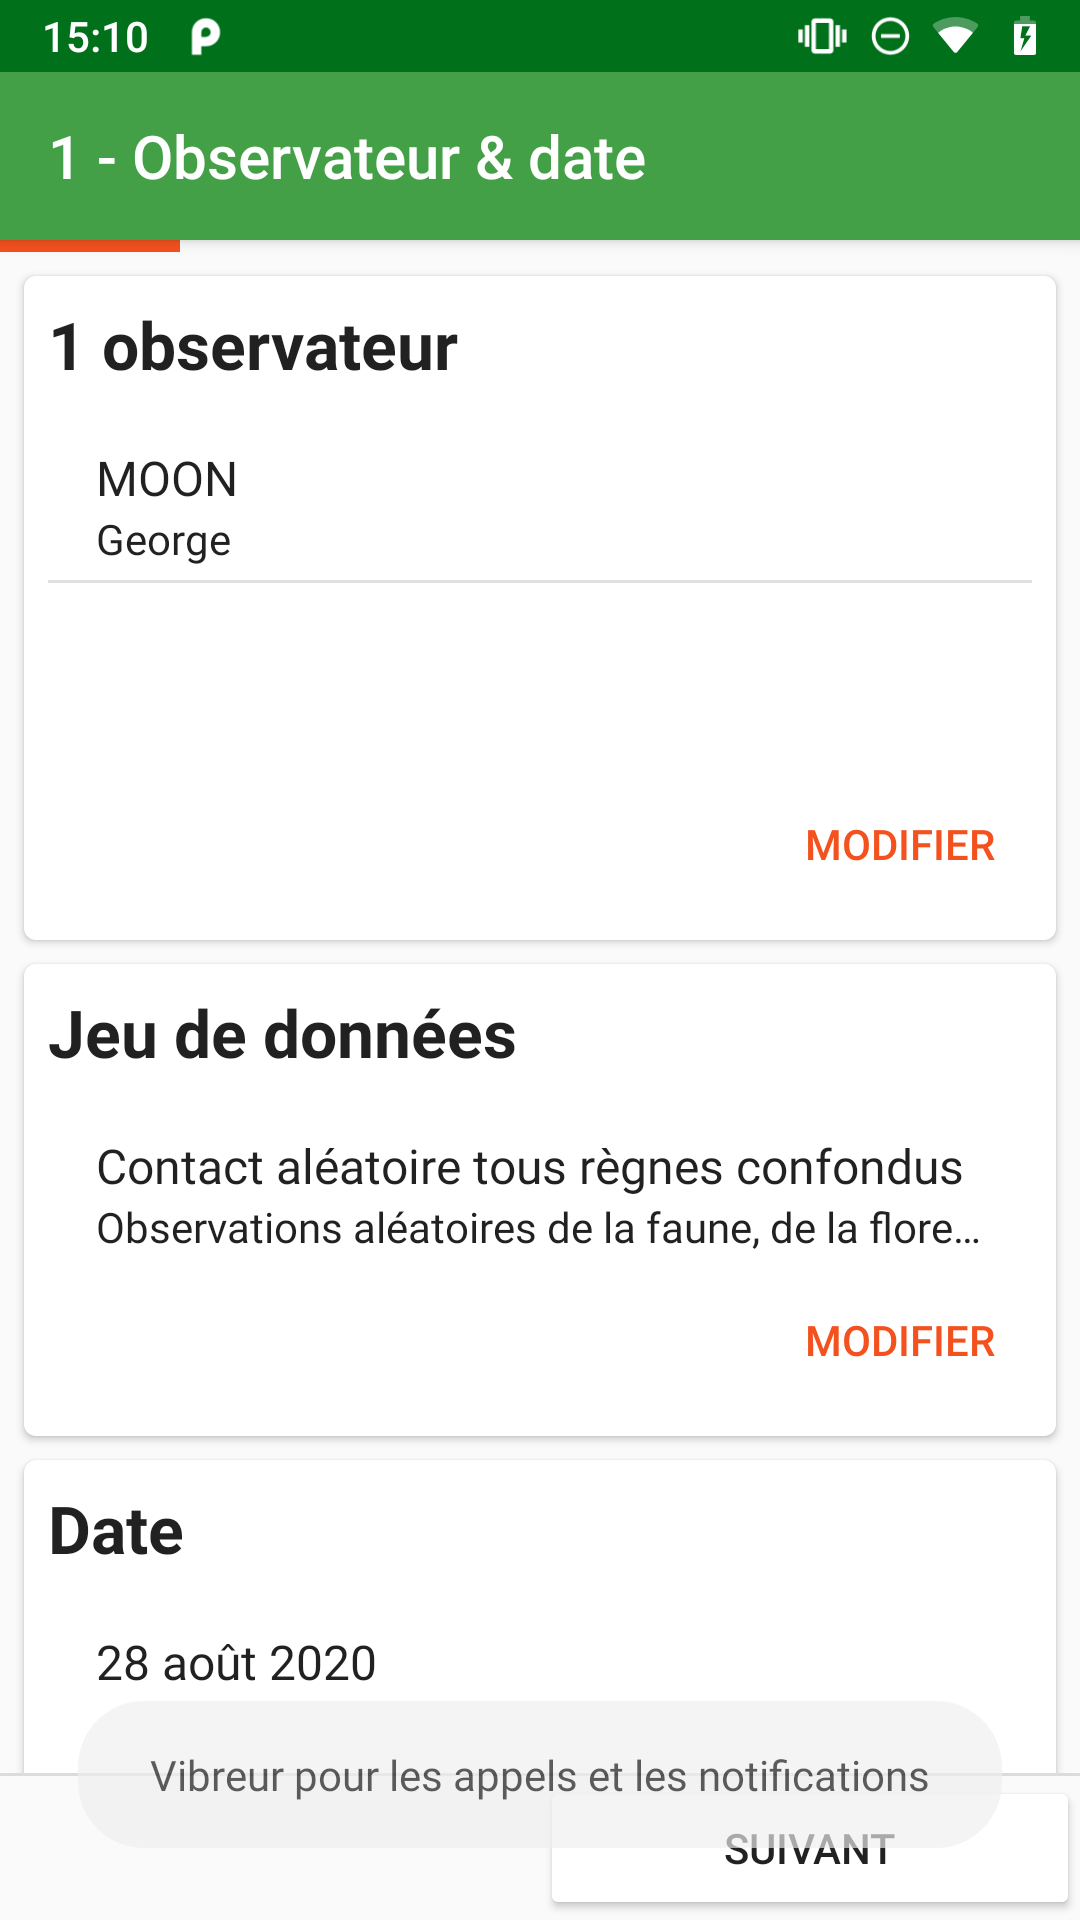 15:10
1 - Observateur & date
1 observateur
MOON
George
MODIFIER
Jeu de données
Contact aléatoire tous règnes confondus
Observations aléatoires de la faune, de la flore…
MODIFIER
Date
28 août 2020
Vibreur pour les appels et les notifications
SUIVANT